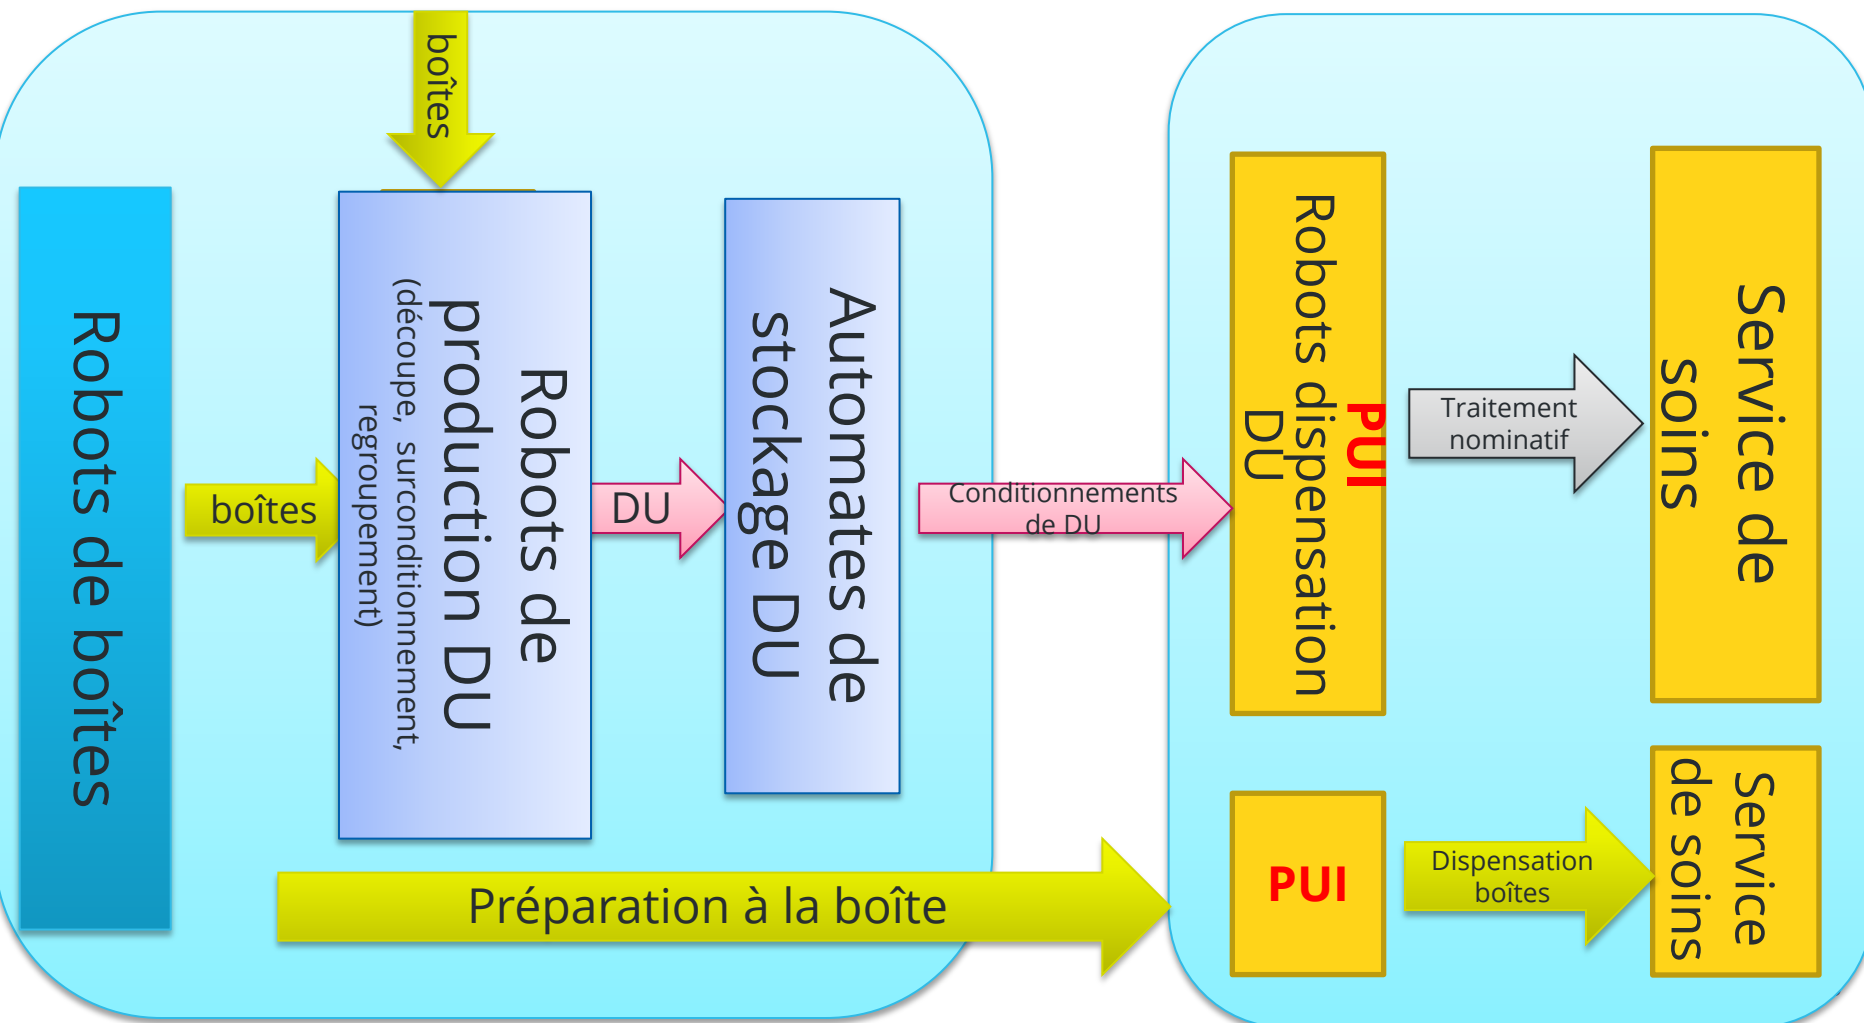 boîtes
Robots de boîtes
boîtes
Robots de
production DU
(découpe, surconditionnement,
regroupement)
DU
Automates de
stockage DU
Conditionnements
de DU
Préparation à la boîte
PUI
Robots dispensation
DU
Traitement
nominatif
Service de
soins
PUI
Dispensation
boîtes
Service
de soins